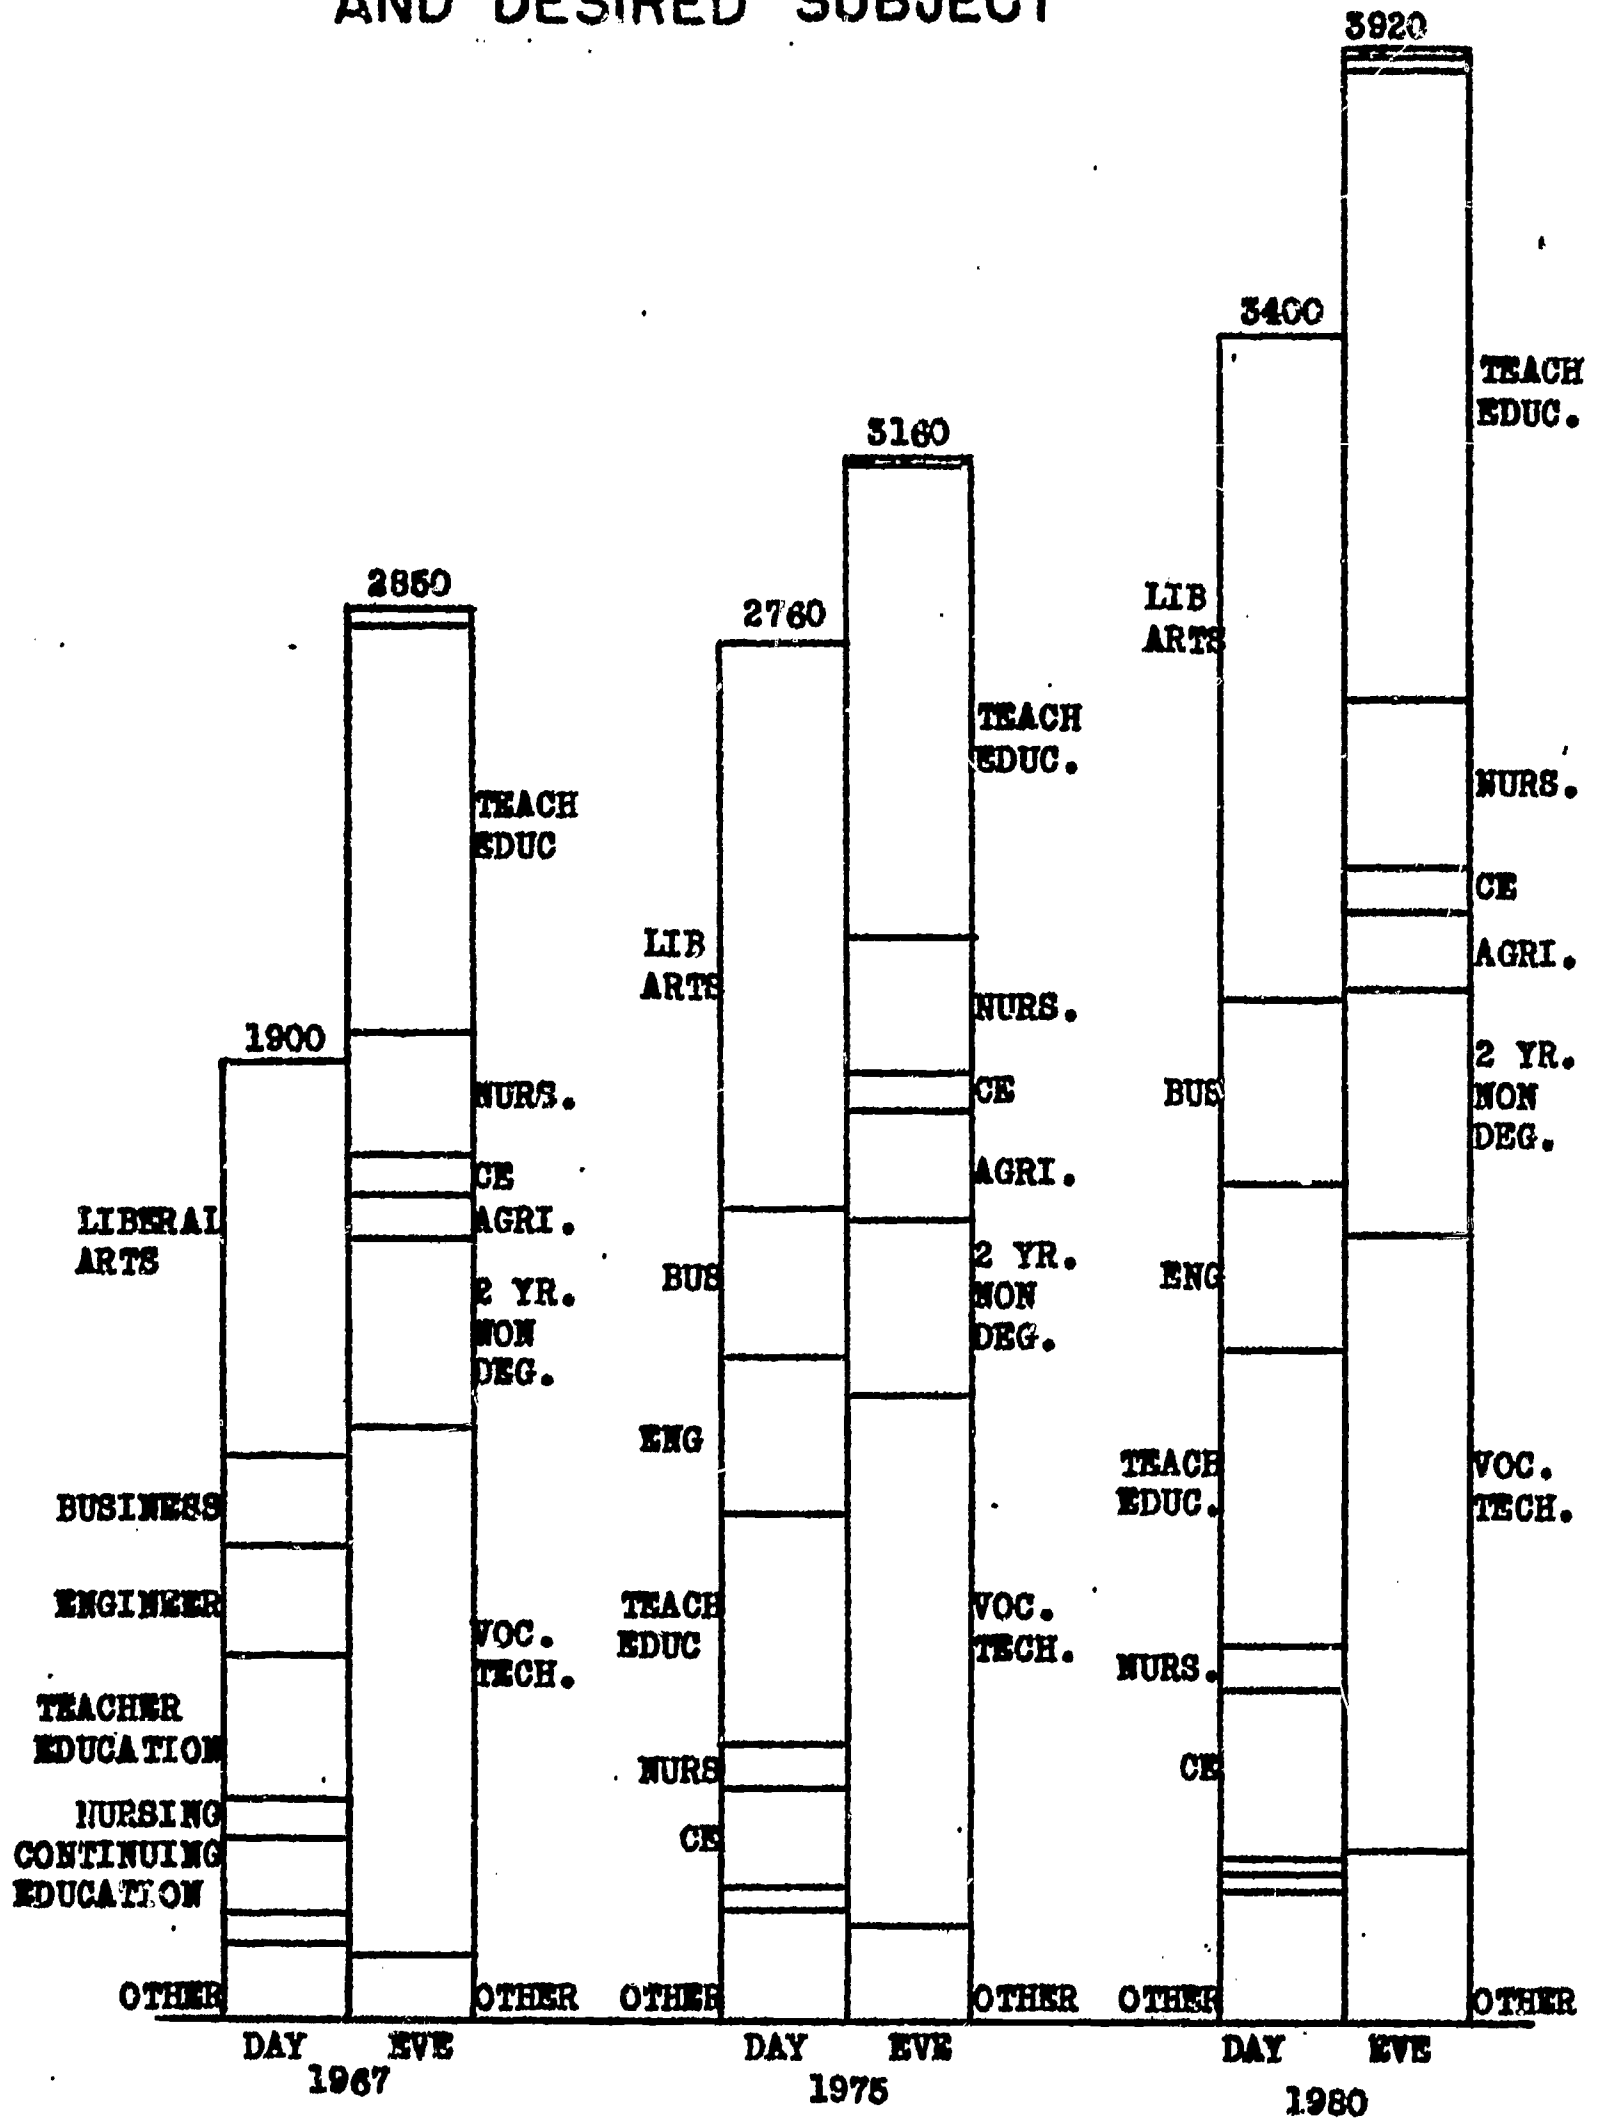 AND DESIRED SUBJECT
3920
3400
TEACH
EDUC.
3160
2850
LIB
ARTS
2760
TEACH
EDUC.
NURS.
TEACH
EDUC
CE
LIB
ARTS
AGRI.
NURS.
1900
2 YR.
NON
DEG.
NURS.
CE
BUS
CE
AGRI.
LIBERAL
ARTS
AGRI.
2 YR.
NON
DEG.
BUS
ENG
2 YR.
NON
DEG.
ENG
TEACH
EDUC.
VOC.
TECH.
BUSINESS
ENGINEER
VOC.
TECH.
TEACH
EDUC
VOC.
TECH.
NURS.
TEACHER
EDUCATION
NURS
CE
NURSING
CONTINUING
EDUCATION
CE
OTHER
OTHER
OTHER
OTHER
OTHER
OTHER
DAY EVE
DAY EVE
DAY EVE
1967
1975
1980